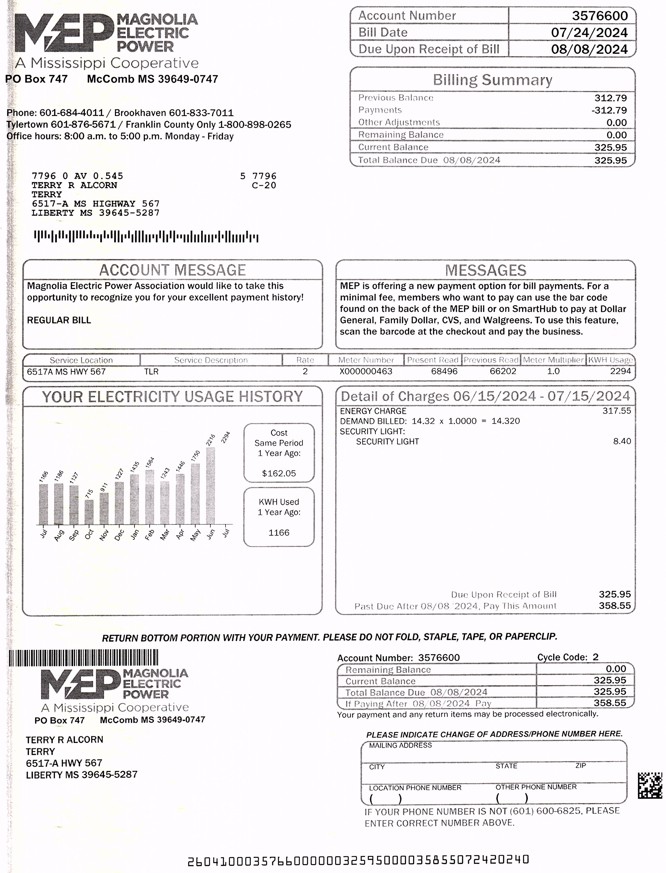 MEP MAGNOLIA
ELECTRIC
POWER
A Mississippi Cooperative
PO Box 747 McComb MS 39649-0747
Phone: 601-684-4011 / Brookhaven 601-833-7011
Tylertown 601-876-5671 / Franklin County Only 1-800-898-0265
Office hours: 8:00 a.m. to 5:00 p.m. Monday - Friday
Account Number 3576600
Bill Date 07/24/2024
Due Upon Receipt of Bill 08/08/2024
Billing Summary
Previous Balance 312.79
Payments -312.79
Other Adjustments 0.00
Remaining Balance 0.00
Current Balance 325.95
Total Balance Due 08/08/2024 325.95
7796 0 AV 0.545 5 7796
TERRY R ALCORN C-20
TERRY
6517-A MS HIGHWAY 567
LIBERTY MS 39645-5287
ACCOUNT MESSAGE
Magnolia Electric Power Association would like to take this
opportunity to recognize you for your excellent payment history!
REGULAR BILL
MESSAGES
MEP is offering a new payment option for bill payments. For a
minimal fee, members who want to pay can use the bar code
found on the back of the MEP bill or on SmartHub to pay at Dollar
General, Family Dollar, CVS, and Walgreens. To use this feature,
scan the barcode at the checkout and pay the business.
Service Location Service Description Rate Meter Number Present Read Previous Read Meter Multiplier KWH Usage
6517A MS HWY 567 TLR 2 X000000463 68496 66202 1.0 2294
YOUR ELECTRICITY USAGE HISTORY
1166 1186 1127 715 911 1227 1435 1564 1243 1446 1750 2216 2294
Jul Aug Sep Oct Nov Dec Jan Feb Mar Apr May Jun Jul
Cost
Same Period
1 Year Ago:
$162.05
KWH Used
1 Year Ago:
1166
Detail of Charges 06/15/2024 - 07/15/2024
ENERGY CHARGE 317.55
DEMAND BILLED: 14.32 x 1.0000 = 14.320
SECURITY LIGHT:
SECURITY LIGHT 8.40
Due Upon Receipt of Bill 325.95
Past Due After 08/08 2024, Pay This Amount 358.55
RETURN BOTTOM PORTION WITH YOUR PAYMENT. PLEASE DO NOT FOLD, STAPLE, TAPE, OR PAPERCLIP.
MEP MAGNOLIA
ELECTRIC
POWER
A Mississippi Cooperative
PO Box 747 McComb MS 39649-0747
TERRY R ALCORN
TERRY
6517-A HWY 567
LIBERTY MS 39645-5287
Account Number: 3576600 Cycle Code: 2
Remaining Balance 0.00
Current Balance 325.95
Total Balance Due 08/08/2024 325.95
If Paying After 08/08/2024 Pay 358.55
Your payment and any return items may be processed electronically.
PLEASE INDICATE CHANGE OF ADDRESS/PHONE NUMBER HERE.
MAILING ADDRESS
CITY STATE ZIP
LOCATION PHONE NUMBER OTHER PHONE NUMBER
( ) ( )
IF YOUR PHONE NUMBER IS NOT (601) 600-6825, PLEASE
ENTER CORRECT NUMBER ABOVE.